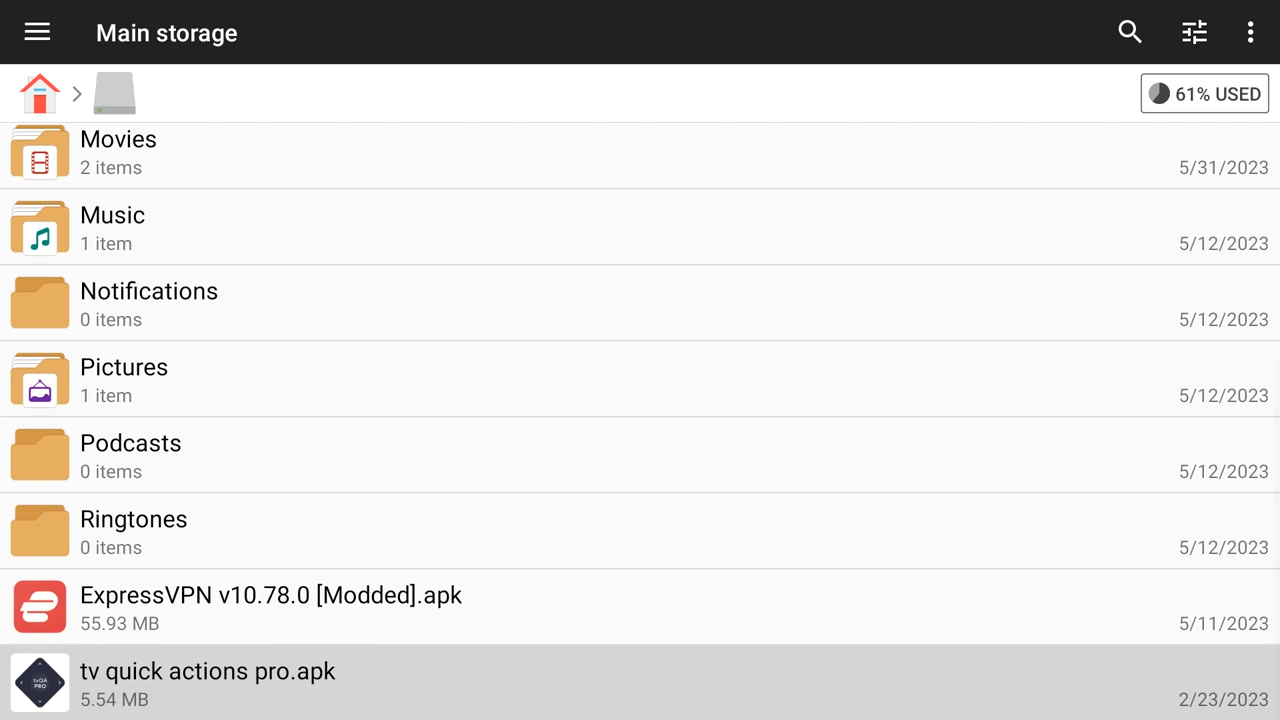 Main storage
61% USED
Movies
2 items
5/31/2023
Music
1 item
5/12/2023
Notifications
0 items
5/12/2023
Pictures
1 item
5/12/2023
Podcasts
0 items
5/12/2023
Ringtones
0 items
5/12/2023
ExpressVPN v10.78.0 [Modded].apk
55.93 MB
5/11/2023
tvQA
PRO
tv quick actions pro.apk
5.54 MB
2/23/2023